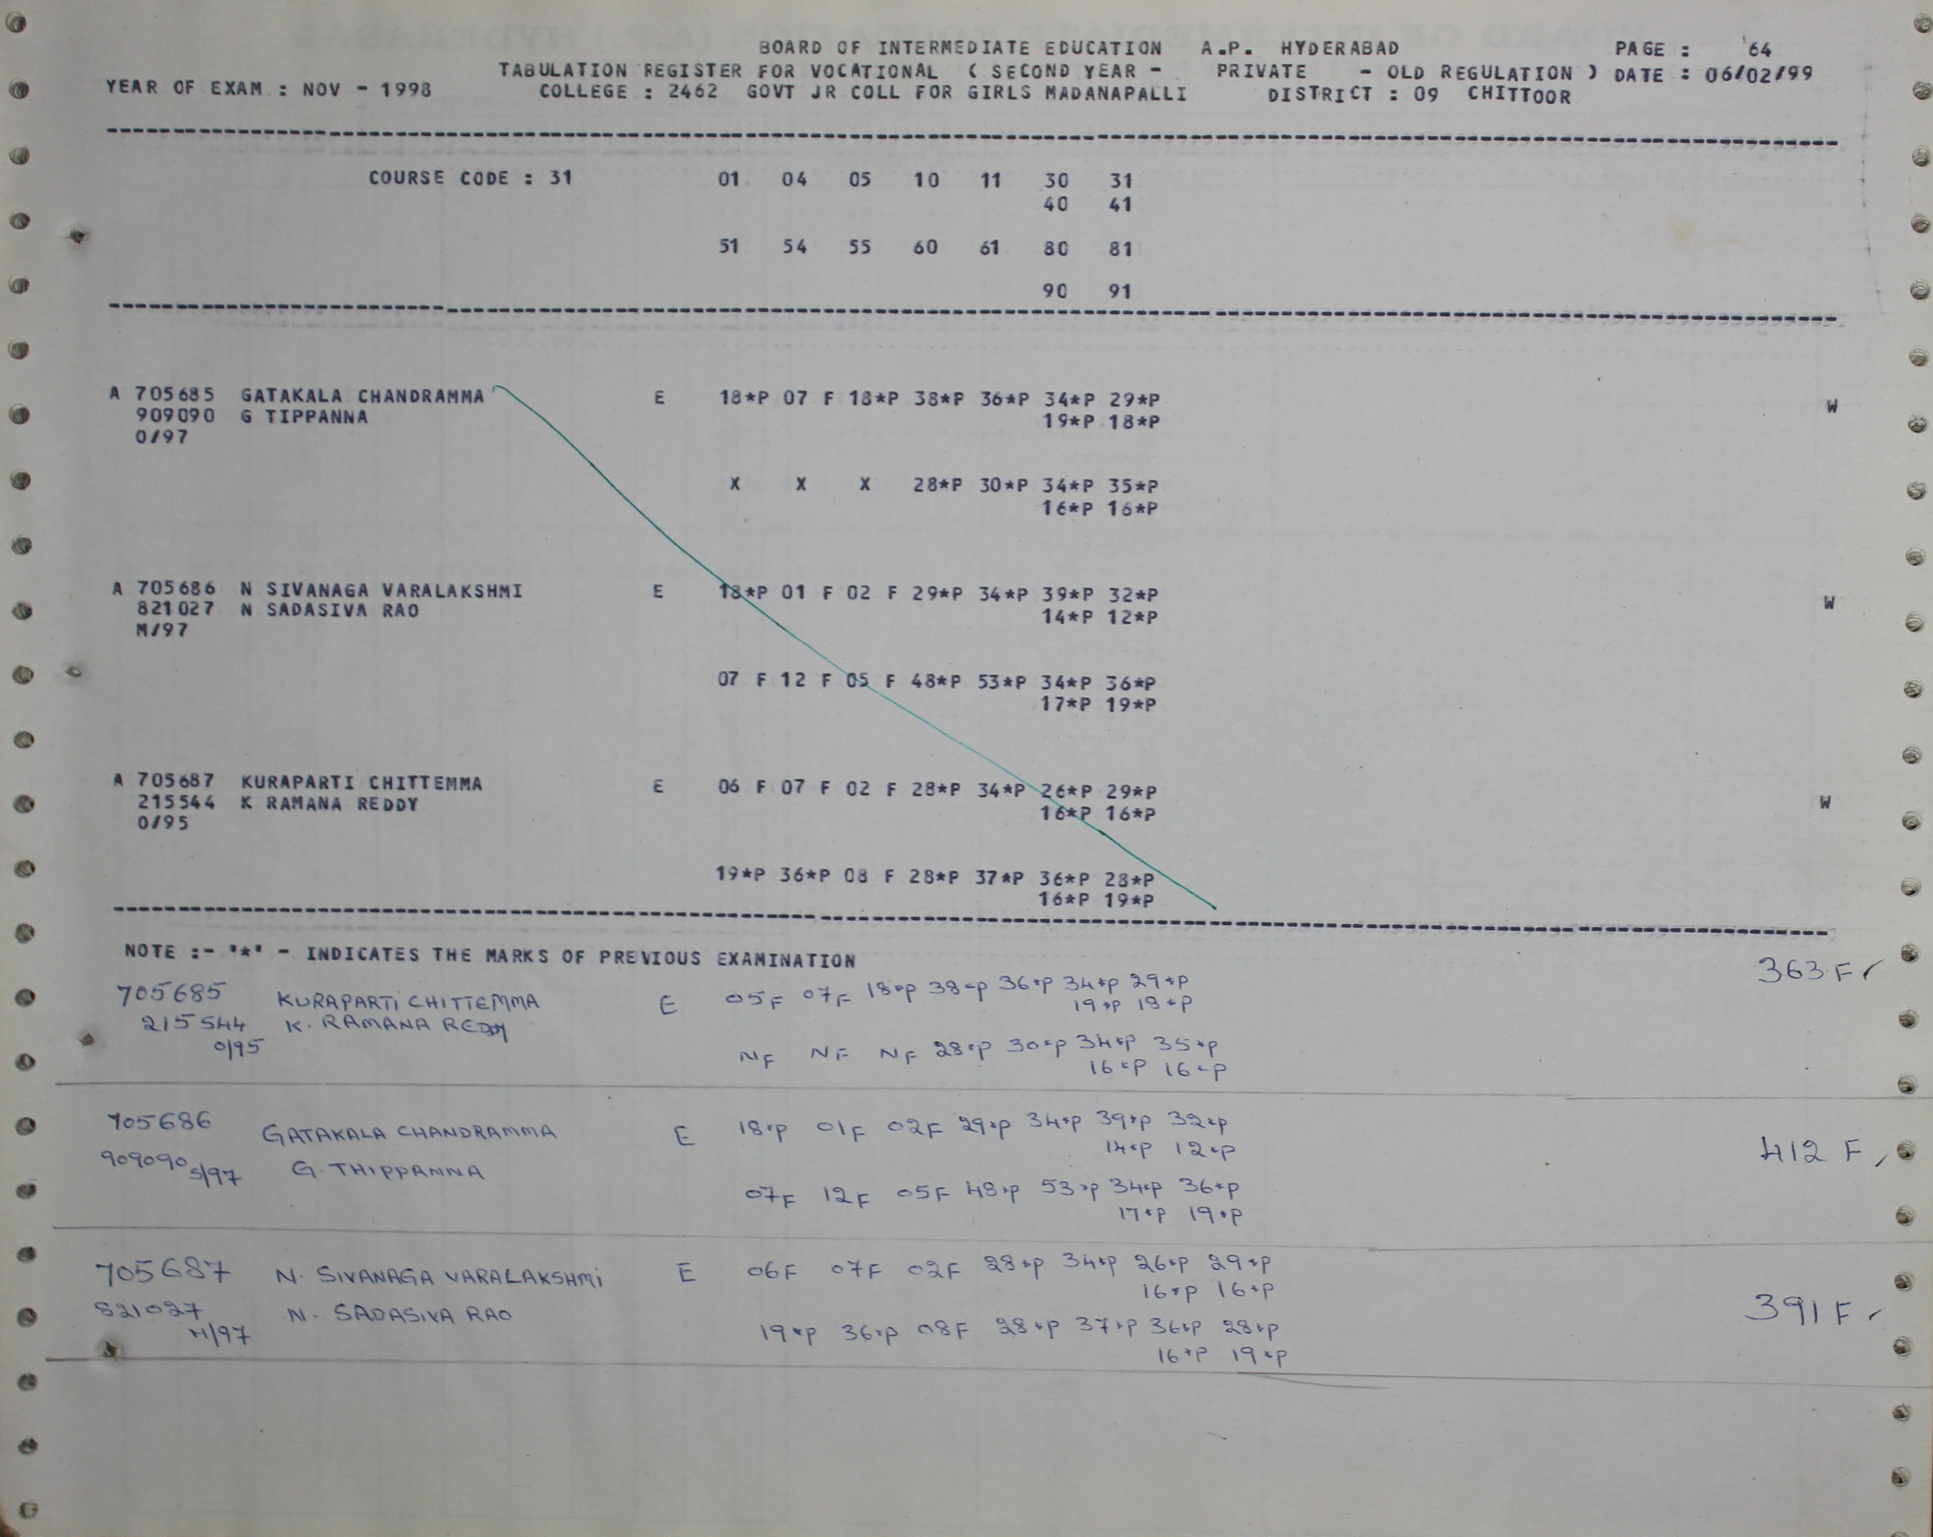 BOARD OF INTERMEDIATE EDUCATION A.P. HYDERABAD PAGE : 64
TABULATION REGISTER FOR VOCATIONAL ( SECOND YEAR - PRIVATE - OLD REGULATION ) DATE : 06/02/99
YEAR OF EXAM : NOV - 1998 COLLEGE : 2462 GOVT JR COLL FOR GIRLS MADANAPALLI DISTRICT : 09 CHITTOOR
COURSE CODE : 31 01 04 05 10 11 30 31
40 41
51 54 55 60 61 80 81
90 91
A 705685 GATAKALA CHANDRAMMA E 18*P 07 F 18*P 38*P 36*P 34*P 29*P W
909090 G TIPPANNA 19*P 18*P
O/97
X X X 28*P 30*P 34*P 35*P
16*P 16*P
A 705686 N SIVANAGA VARALAKSHMI E 18*P 01 F 02 F 29*P 34*P 39*P 32*P W
821027 N SADASIVA RAO 14*P 12*P
M/97
07 F 12 F 05 F 48*P 53*P 34*P 36*P
17*P 19*P
A 705687 KURAPARTI CHITTEMMA E 06 F 07 F 02 F 28*P 34*P 26*P 29*P W
215544 K RAMANA REDDY 16*P 16*P
O/95
19*P 36*P 08 F 28*P 37*P 36*P 28*P
16*P 19*P
NOTE :- '*' - INDICATES THE MARKS OF PREVIOUS EXAMINATION
705685 KURAPARTI CHITTEMMA E 05F 07F 18*P 38*P 36*P 34*P 29*P 363 F
215544 K. RAMANA REDDY 19*P 18*P
O/95
NF NF NF 28*P 30*P 34*P 35*P
16*P 16*P
705686 GATAKALA CHANDRAMMA E 18*P 01F 02F 29*P 34*P 39*P 32*P 412 F
14*P 12*P
909090 S/97 G. THIPPANNA
07F 12F 05F 48*P 53*P 34*P 36*P
17*P 19*P
705687 N. SIVANAGA VARALAKSHMI E 06F 07F 02F 28*P 34*P 26*P 29*P
16*P 16*P
821027 N. SADASIVA RAO 391 F
M/97 19*P 36*P 08F 28*P 37*P 36*P 28*P
16*P 19*P